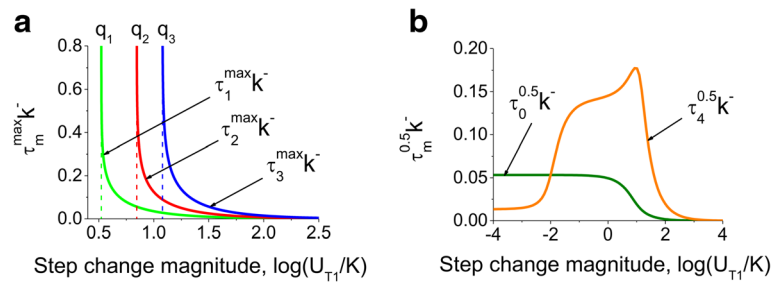 a
q₁ q₂ q₃
0.8
0.6
0.4
0.2
0.0
τₘᵐᵃˣk⁻
τ₁ᵐᵃˣk⁻
τ₂ᵐᵃˣk⁻
τ₃ᵐᵃˣk⁻
0.5 1.0 1.5 2.0 2.5
Step change magnitude, log(U_T1/K)
b
0.20
0.15
0.10
0.05
0.00
τₘ⁰·⁵k⁻
τ₀⁰·⁵k⁻
τ₄⁰·⁵k⁻
-4 -2 0 2 4
Step change magnitude, log(U_T1/K)